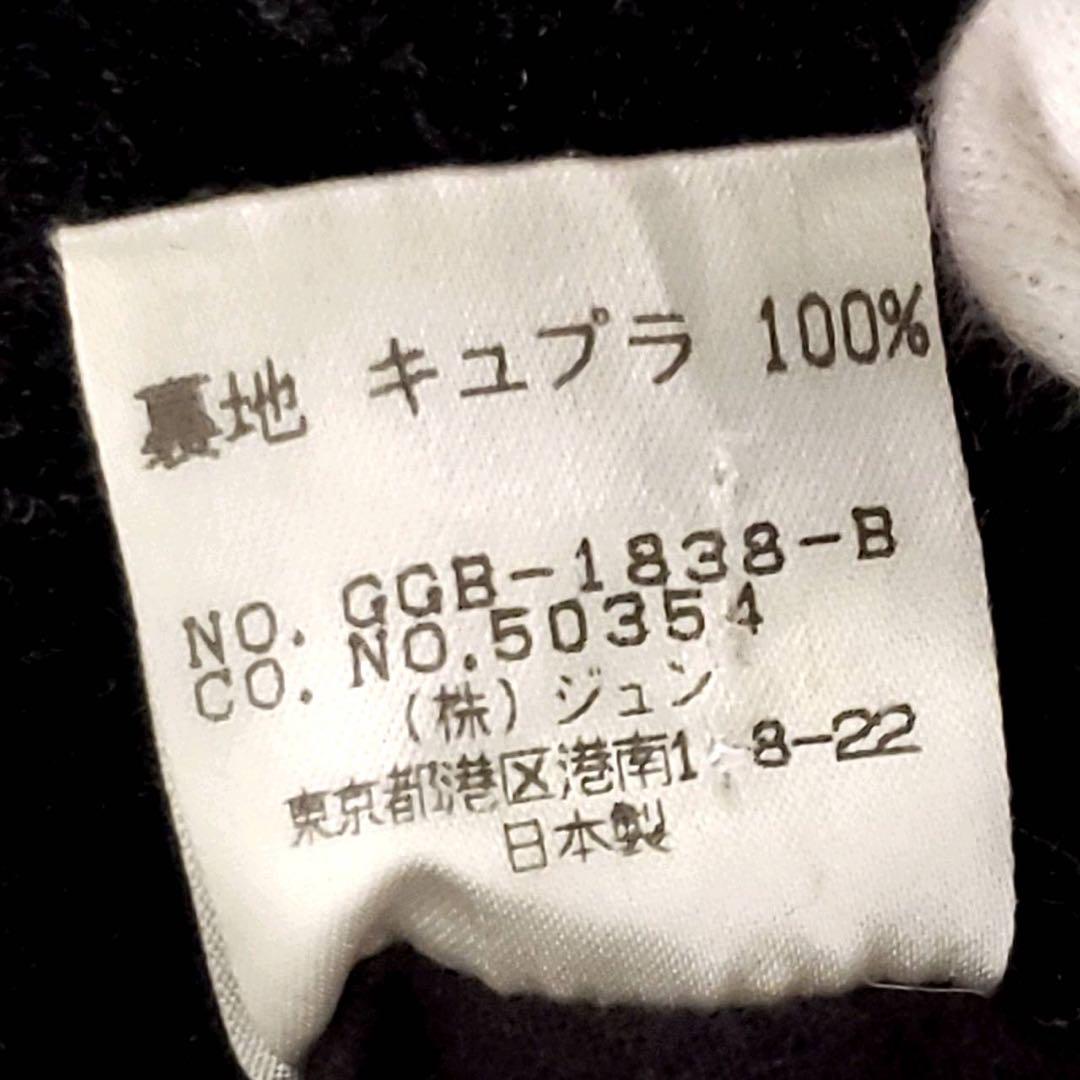 裏地 キュプラ 100%
NO. GGB-1838-B
CO. NO.50354
(株)ジュン
東京都港区港南1 8-22
日本製